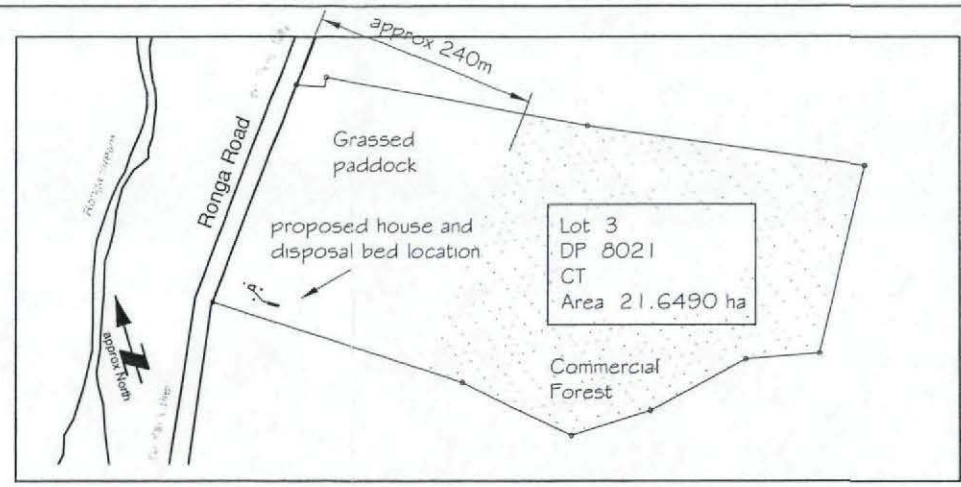 approx 240m
Grassed
paddock
Ronga Road
proposed house and
disposal bed location
Lot 3
DP 8021
CT
Area 21.6490 ha
approx North
Commercial
Forest